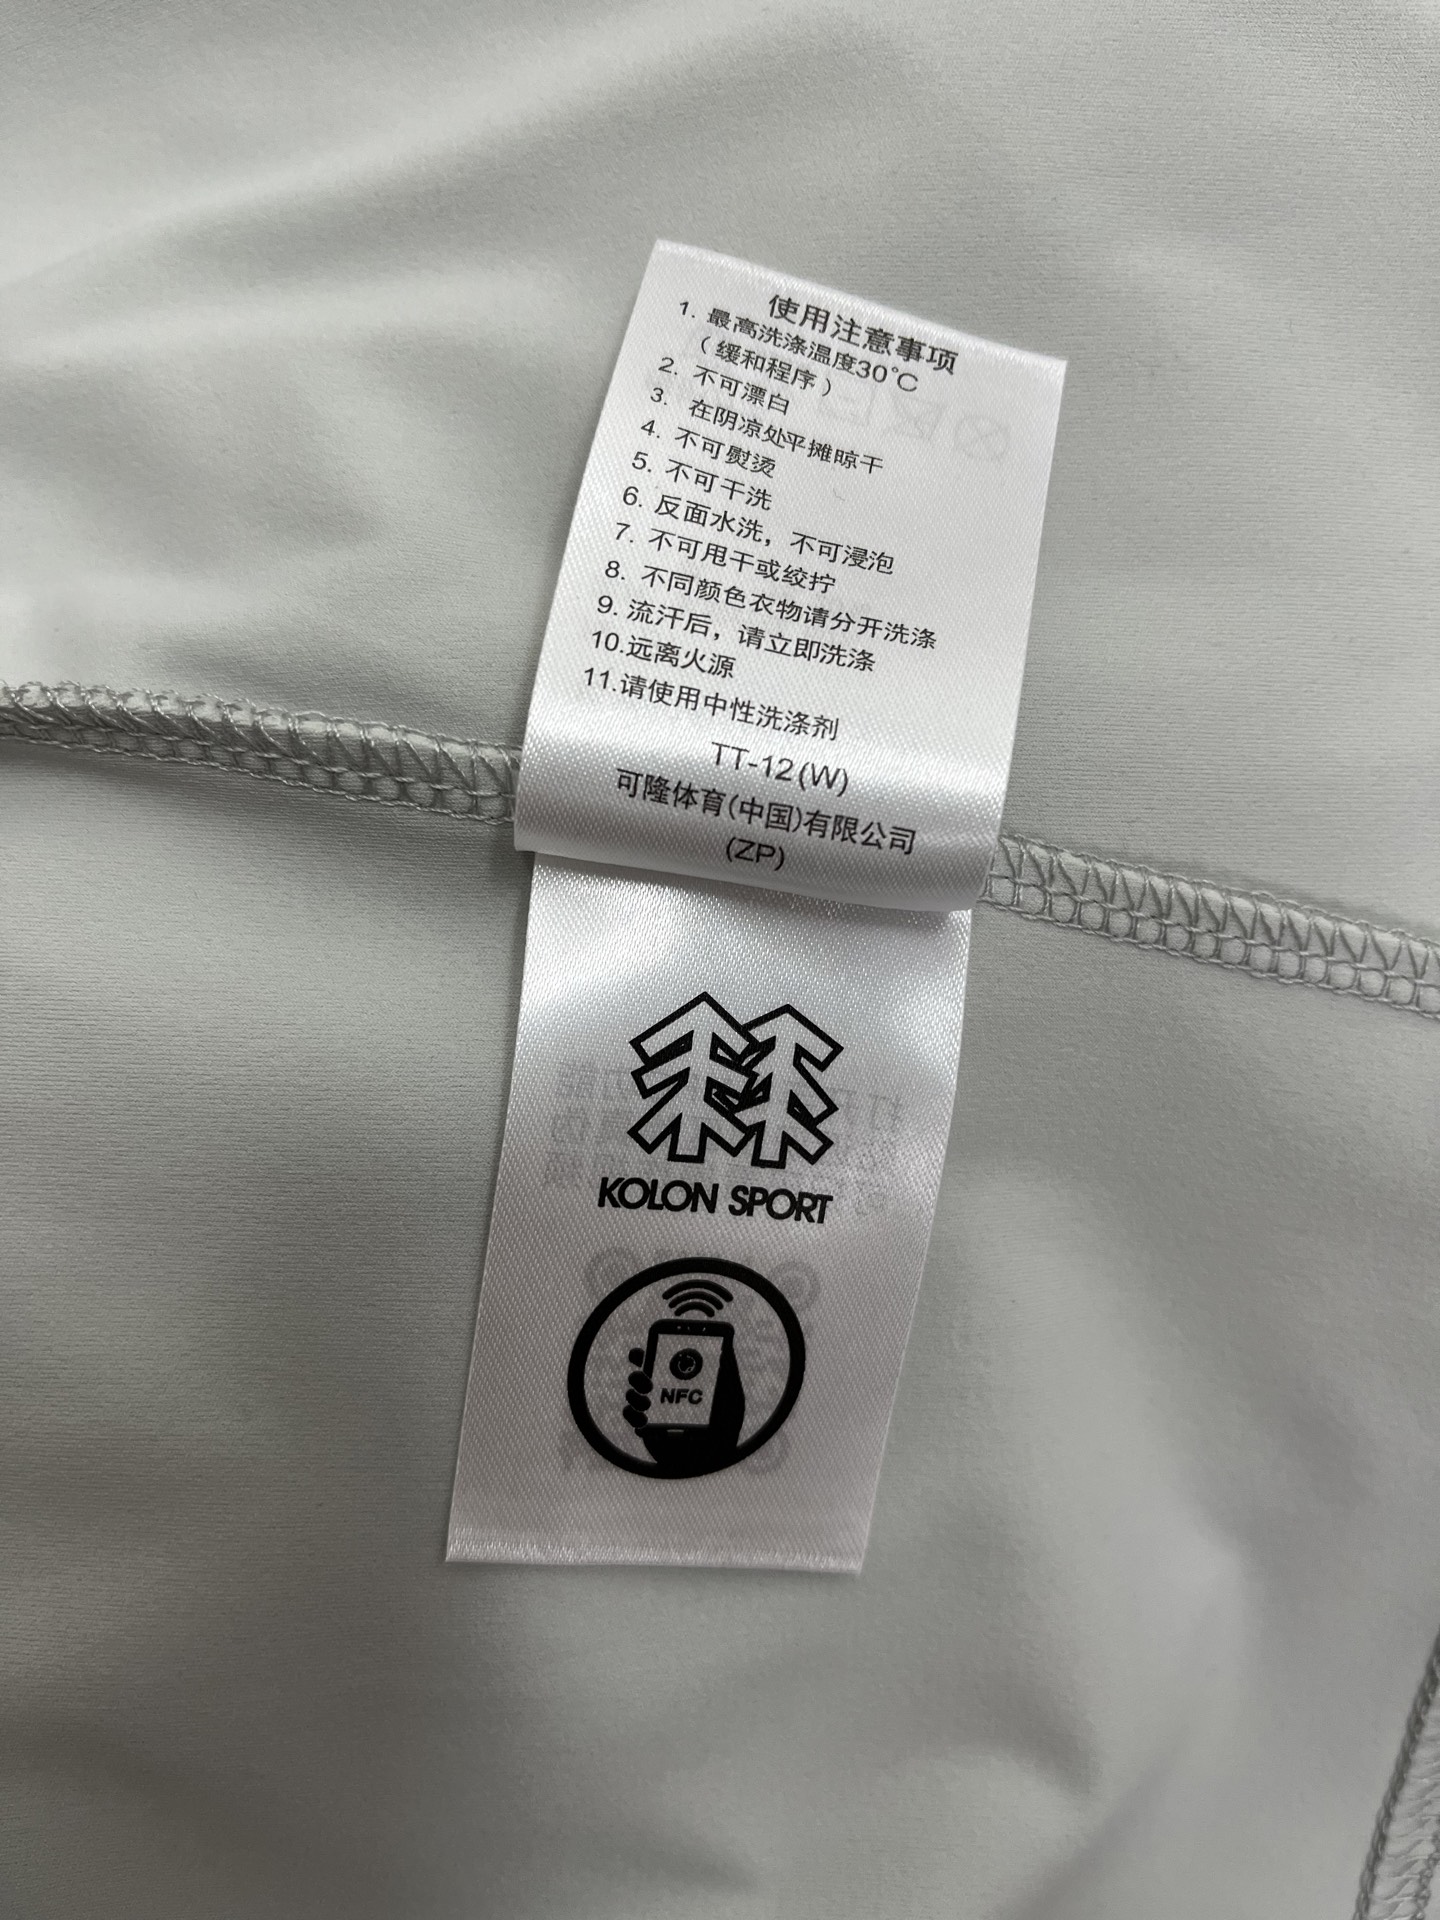 使用注意事项
1. 最高洗涤温度30℃
（缓和程序）
2. 不可漂白
3. 在阴凉处平摊晾干
4. 不可熨烫
5. 不可干洗
6. 反面水洗，不可浸泡
7. 不可甩干或绞拧
8. 不同颜色衣物请分开洗涤
9. 流汗后，请立即洗涤
10.远离火源
11.请使用中性洗涤剂
TT-12(W)
可隆体育(中国)有限公司
(ZP)
KOLON SPORT
NFC